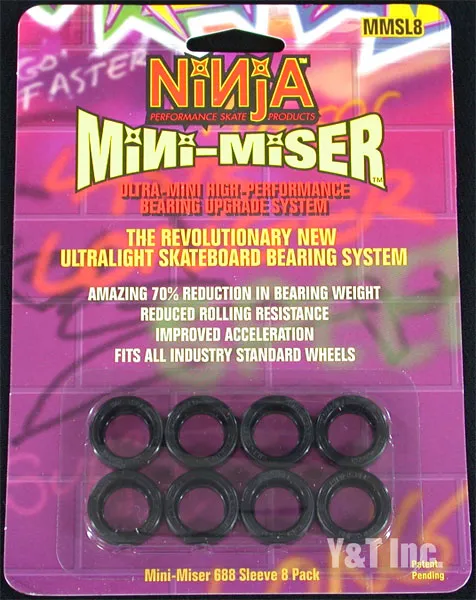 MMSL8
GO!
FASTER
NiNjA™
PERFORMANCE SKATE PRODUCTS
MiNi-MiSER™
ULTRA-MINI HIGH-PERFORMANCE
BEARING UPGRADE SYSTEM
THE REVOLUTIONARY NEW
ULTRALIGHT SKATEBOARD BEARING SYSTEM
AMAZING 70% REDUCTION IN BEARING WEIGHT
REDUCED ROLLING RESISTANCE
IMPROVED ACCELERATION
FITS ALL INDUSTRY STANDARD WHEELS
Y&T Inc
Patent
Pending
Mini-Miser 688 Sleeve 8 Pack